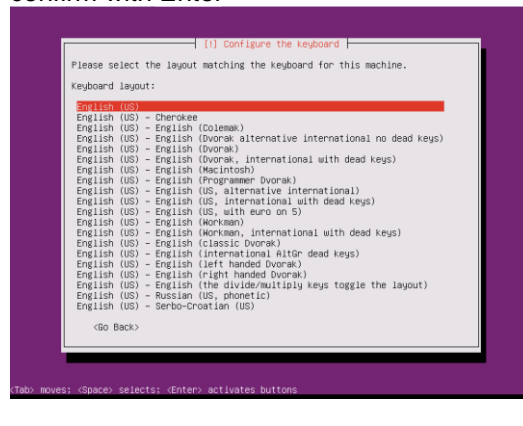 confirm with Enter
[!] Configure the keyboard
Please select the layout matching the keyboard for this machine.
Keyboard layout:
English (US)
English (US) - Cherokee
English (US) - English (Colemak)
English (US) - English (Dvorak alternative international no dead keys)
English (US) - English (Dvorak)
English (US) - English (Dvorak, international with dead keys)
English (US) - English (Macintosh)
English (US) - English (Programmer Dvorak)
English (US) - English (US, alternative international)
English (US) - English (US, international with dead keys)
English (US) - English (US, with euro on 5)
English (US) - English (Workman)
English (US) - English (Workman, international with dead keys)
English (US) - English (classic Dvorak)
English (US) - English (international AltGr dead keys)
English (US) - English (left handed Dvorak)
English (US) - English (right handed Dvorak)
English (US) - English (the divide/multiply keys toggle the layout)
English (US) - Russian (US, phonetic)
English (US) - Serbo-Croatian (US)
<Go Back>
<Tab> moves; <Space> selects; <Enter> activates buttons